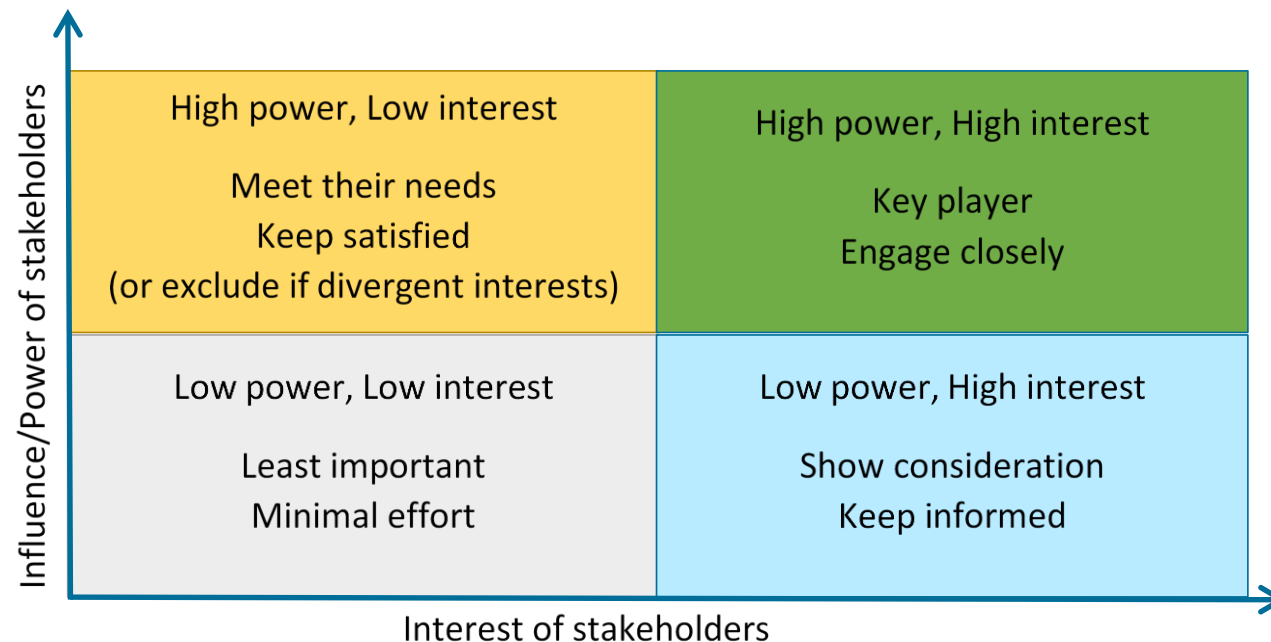 Influence/Power of stakeholders
High power, Low interest
Meet their needs
Keep satisfied
(or exclude if divergent interests)
High power, High interest
Key player
Engage closely
Low power, Low interest
Least important
Minimal effort
Low power, High interest
Show consideration
Keep informed
Interest of stakeholders